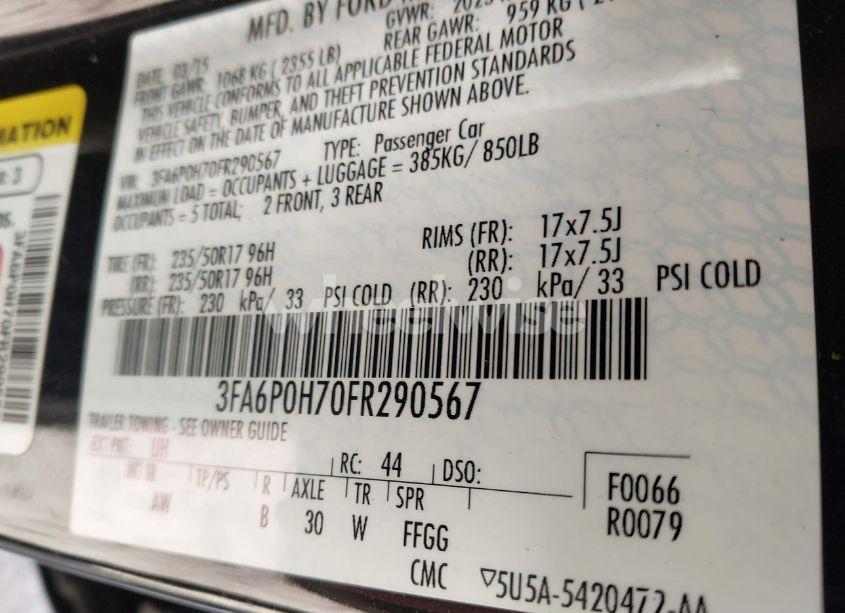 MFD. BY FORD
GVWR:
REAR GAWR: 959 KG
DATE: 03/15
FRONT GAWR: 1068 KG ( 2355 LB)
THIS VEHICLE CONFORMS TO ALL APPLICABLE FEDERAL MOTOR
VEHICLE SAFETY, BUMPER, AND THEFT PREVENTION STANDARDS
IN EFFECT ON THE DATE OF MANUFACTURE SHOWN ABOVE.
VIN: 3FA6P0H70FR290567 TYPE: Passenger Car
MAXIMUM LOAD = OCCUPANTS + LUGGAGE = 385KG/ 850LB
OCCUPANTS = 5 TOTAL; 2 FRONT, 3 REAR
TIRE (FR): 235/50R17 96H RIMS (FR): 17x7.5J
(RR): 235/50R17 96H (RR): 17x7.5J
PRESSURE (FR): 230 kPa/ 33 PSI COLD (RR): 230 kPa/ 33 PSI COLD
wheelwise
3FA6P0H70FR290567
TRAILER TOWING - SEE OWNER GUIDE
EXT PNT: UH RC: 44 DSO:
INT TR TP/PS R AXLE TR SPR F0066
AW B 30 W FFGG R0079
CMC ▽5U5A-5420472-AA
MATION
R: 3
3FA6P0H70FR290567